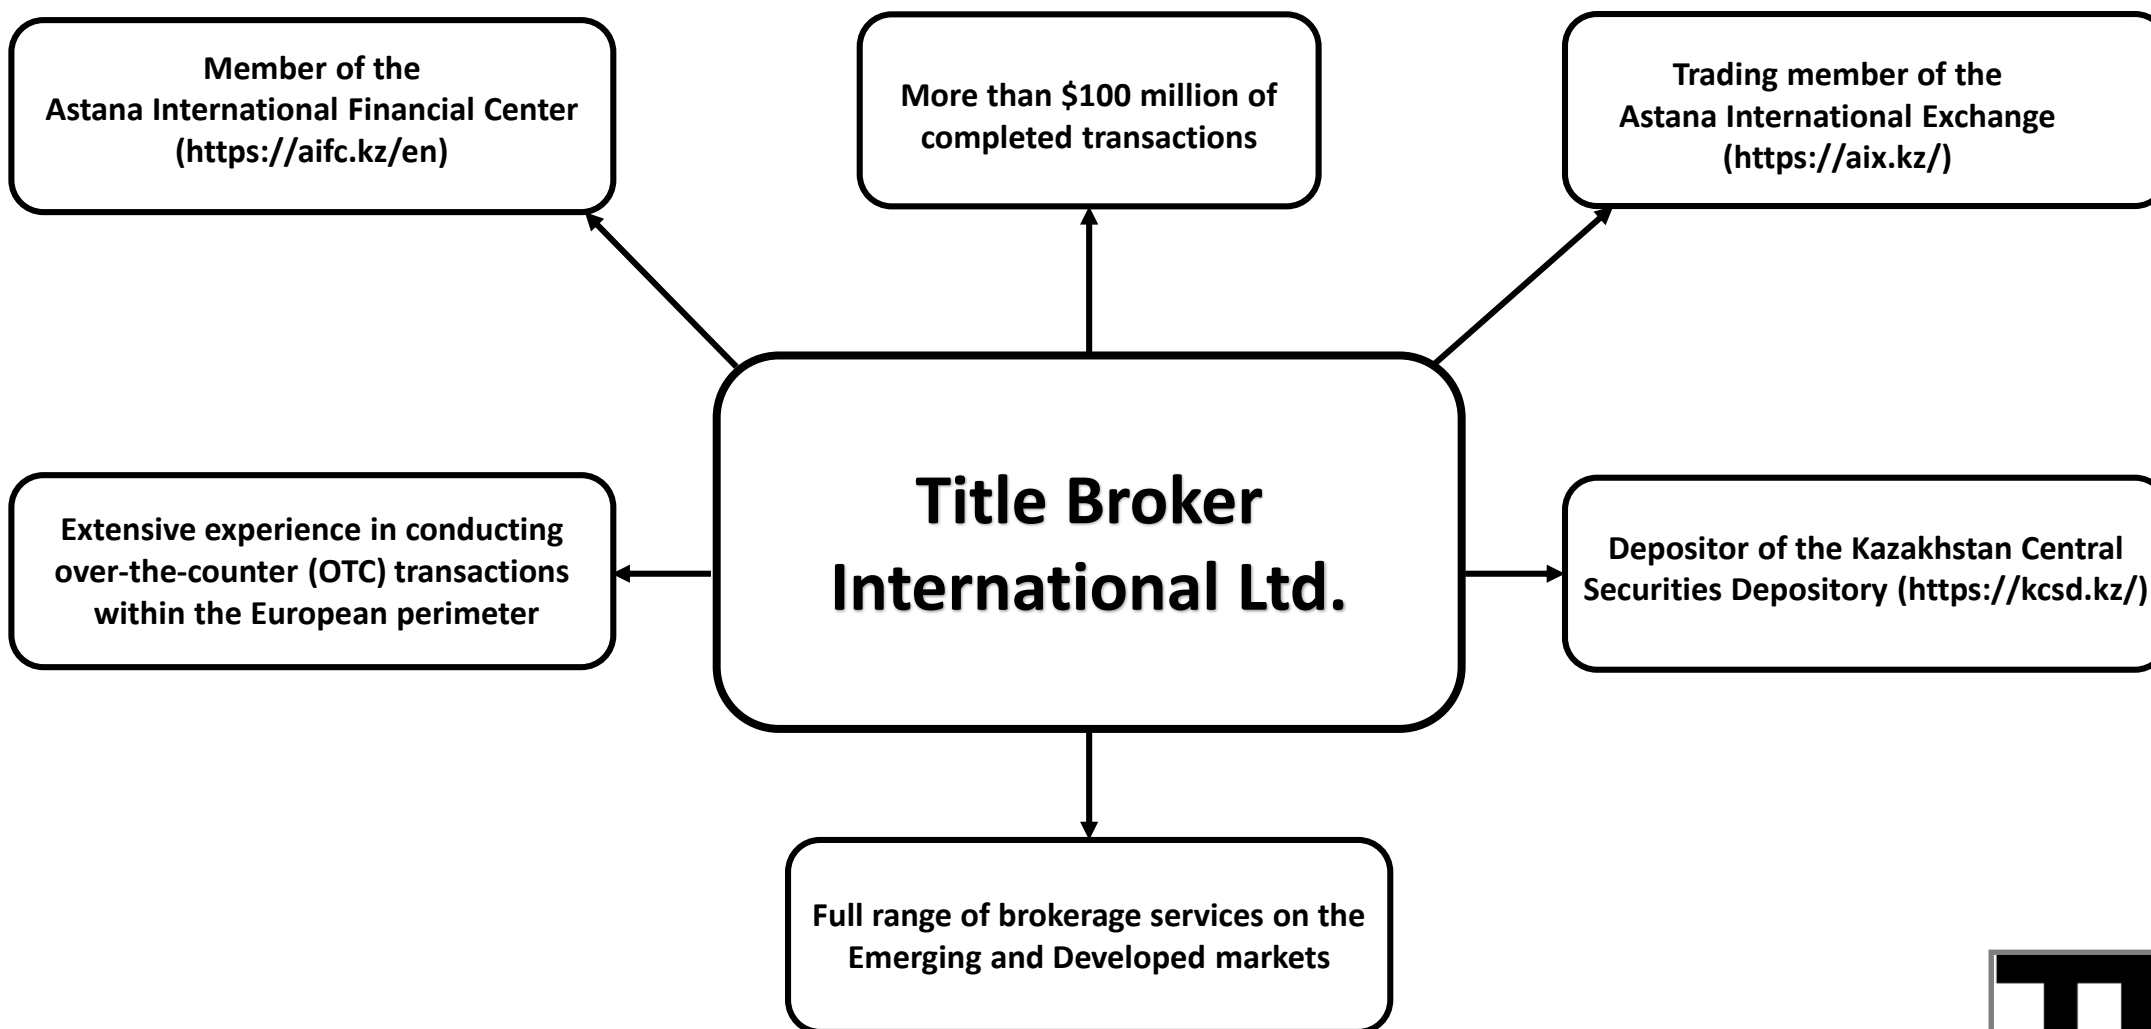 Member of the
Astana International Financial Center
(https://aifc.kz/en)
More than $100 million of
completed transactions
Trading member of the
Astana International Exchange
(https://aix.kz/)
Title Broker
International Ltd.
Extensive experience in conducting
over-the-counter (OTC) transactions
within the European perimeter
Depositor of the Kazakhstan Central
Securities Depository (https://kcsd.kz/)
Full range of brokerage services on the
Emerging and Developed markets